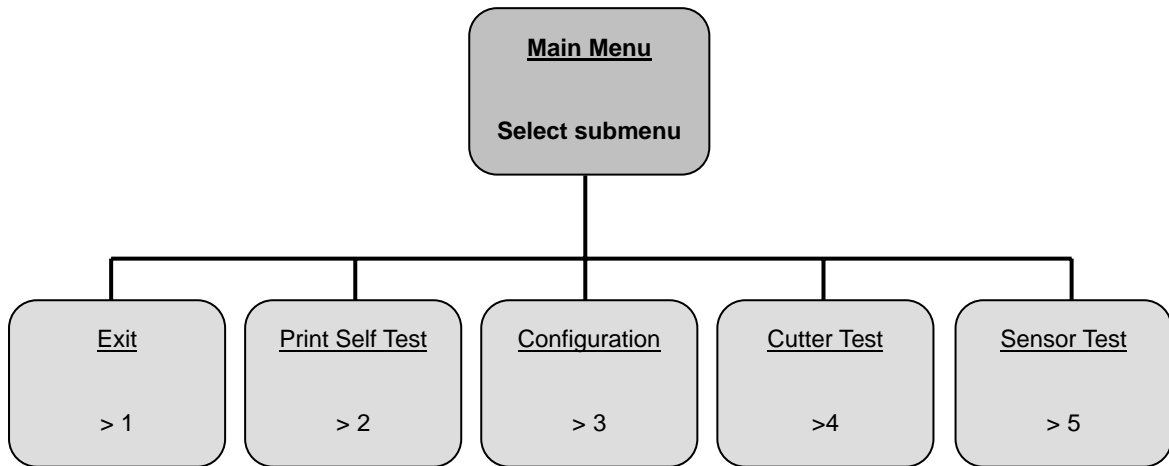 Main Menu
Select submenu
Exit
> 1
Print Self Test
> 2
Configuration
> 3
Cutter Test
>4
Sensor Test
> 5